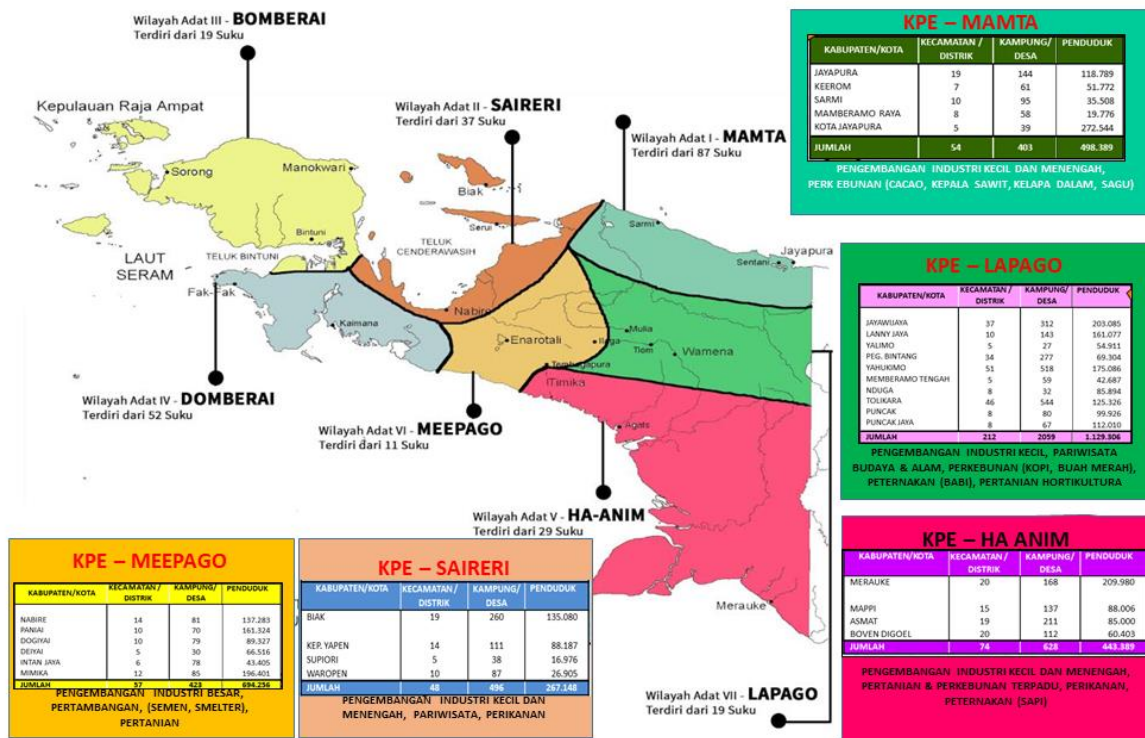 Wilayah Adat III - BOMBERAI
Terdiri dari 19 Suku
Kepulauan Raja Ampat
Wilayah Adat II - SAIRERI
Terdiri dari 37 Suku
Wilayah Adat I - MAMTA
Terdiri dari 87 Suku
Sorong
Manokwari
Biak
Serui
Sarmi
Bintuni
TELUK CENDERAWASIH
Jayapura
Sentani
LAUT SERAM
TELUK BINTUNI
Fak-Fak
Nabire
Kaimana
Enarotali
Ilaga
Mulia
Tiom
Wamena
Tembagapura
Timika
Agats
Merauke
Wilayah Adat IV - DOMBERAI
Terdiri dari 52 Suku
Wilayah Adat VI - MEEPAGO
Terdiri dari 11 Suku
Wilayah Adat V - HA-ANIM
Terdiri dari 29 Suku
Wilayah Adat VII - LAPAGO
Terdiri dari 19 Suku
KPE – MAMTA
KABUPATEN/KOTA KECAMATAN / DISTRIK KAMPUNG/ DESA PENDUDUK
JAYAPURA 19 144 118.789
KEEROM 7 61 51.772
SARMI 10 95 35.508
MAMBERAMO RAYA 8 58 19.776
KOTA JAYAPURA 5 39 272.544
JUMLAH 54 403 498.389
PENGEMBANGAN INDUSTRI KECIL DAN MENENGAH,
PERK EBUNAN (CACAO, KEPALA SAWIT, KELAPA DALAM, SAGU)
KPE – LAPAGO
KABUPATEN/KOTA KECAMATAN / DISTRIK KAMPUNG/ DESA PENDUDUK
JAYAWIJAYA 37 312 203.085
LANNY JAYA 10 143 161.077
YALIMO 5 27 54.911
PEG. BINTANG 34 277 69.304
YAHUKIMO 51 518 175.086
MEMBERAMO TENGAH 5 59 42.687
NDUGA 8 32 85.894
TOLIKARA 46 544 125.326
PUNCAK 8 80 99.926
PUNCAK JAYA 8 67 112.010
JUMLAH 212 2059 1.129.306
PENGEMBANGAN INDUSTRI KECIL, PARIWISATA
BUDAYA & ALAM, PERKEBUNAN (KOPI, BUAH MERAH),
PETERNAKAN (BABI), PERTANIAN HORTIKULTURA
KPE – HA ANIM
KABUPATEN/KOTA KECAMATAN / DISTRIK KAMPUNG/ DESA PENDUDUK
MERAUKE 20 168 209.980
MAPPI 15 137 88.006
ASMAT 19 211 85.000
BOVEN DIGOEL 20 112 60.403
JUMLAH 74 628 443.389
PENGEMBANGAN INDUSTRI KECIL DAN MENENGAH,
PERTANIAN & PERKEBUNAN TERPADU, PERIKANAN,
PETERNAKAN (SAPI)
KPE – MEEPAGO
KABUPATEN/KOTA KECAMATAN / DISTRIK KAMPUNG/ DESA PENDUDUK
NABIRE 14 81 137.283
PANIAI 10 70 161.324
DOGIYAI 10 79 89.327
DEIYAI 5 30 66.516
INTAN JAYA 6 78 43.405
MIMIKA 12 85 196.401
JUMLAH 57 423 694.256
PENGEMBANGAN INDUSTRI BESAR,
PERTAMBANGAN, (SEMEN, SMELTER),
PERTANIAN
KPE – SAIRERI
KABUPATEN/KOTA KECAMATAN / DISTRIK KAMPUNG/ DESA PENDUDUK
BIAK 19 260 135.080
KEP. YAPEN 14 111 88.187
SUPIORI 5 38 16.976
WAROPEN 10 87 26.905
JUMLAH 48 496 267.148
PENGEMBANGAN INDUSTRI KECIL DAN
MENENGAH, PARIWISATA, PERIKANAN